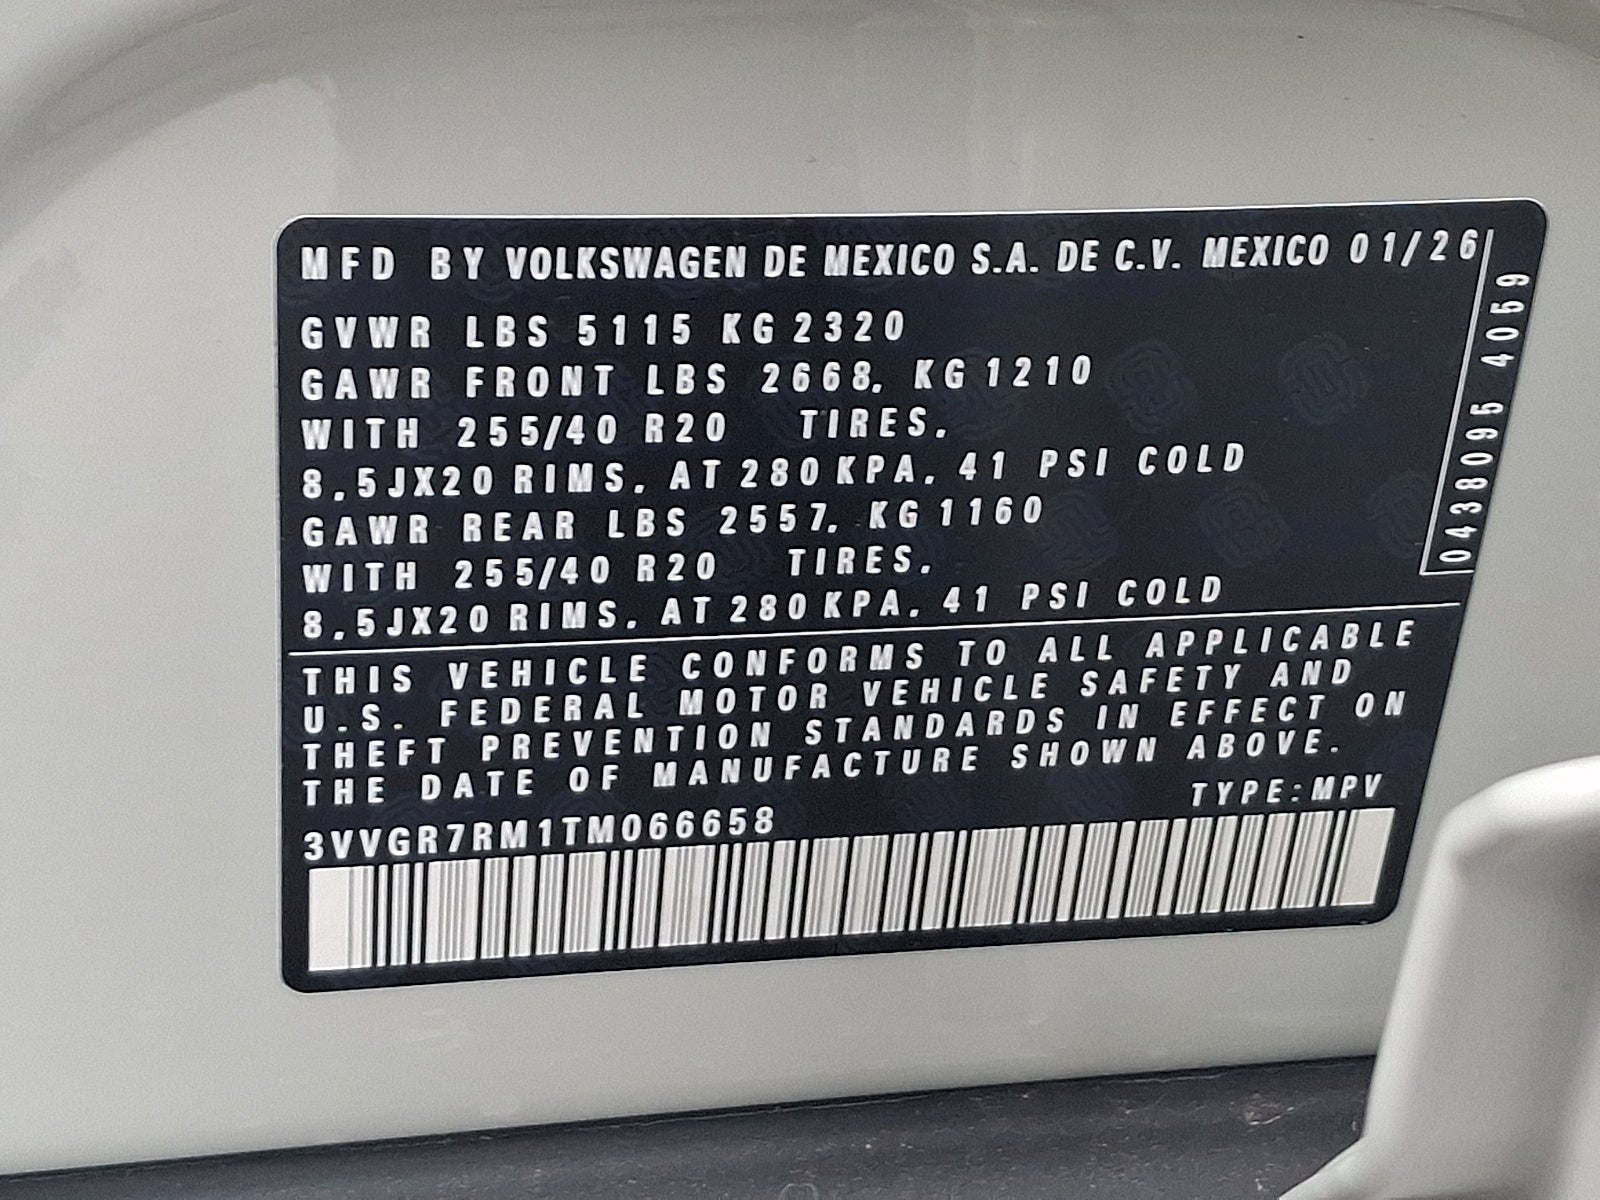 MFD BY VOLKSWAGEN DE MEXICO S.A. DE C.V. MEXICO 01/26
GVWR LBS 5115 KG 2320
GAWR FRONT LBS 2668, KG 1210
WITH 255/40 R20 TIRES,
8.5JX20 RIMS, AT 280 KPA, 41 PSI COLD
GAWR REAR LBS 2557, KG 1160
WITH 255/40 R20 TIRES,
8.5JX20 RIMS, AT 280 KPA, 41 PSI COLD
0438095 4059
THIS VEHICLE CONFORMS TO ALL APPLICABLE
U.S. FEDERAL MOTOR VEHICLE SAFETY AND
THEFT PREVENTION STANDARDS IN EFFECT ON
THE DATE OF MANUFACTURE SHOWN ABOVE.
TYPE:MPV
3VVGR7RM1TM066658